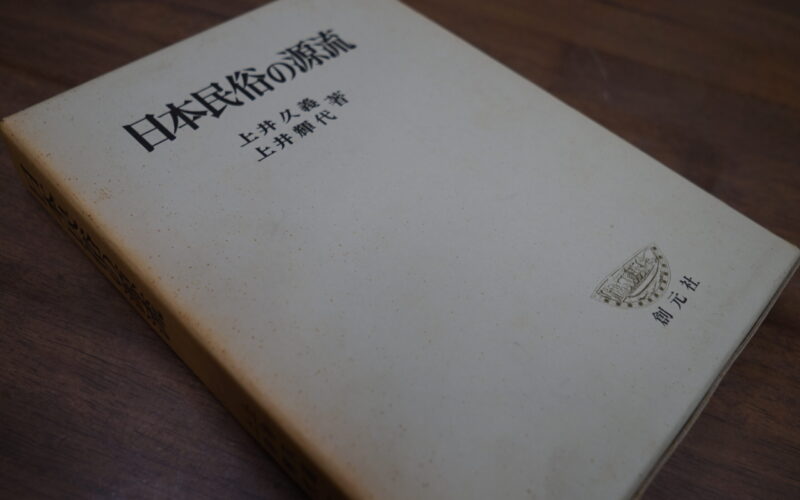 日本民俗の源流
上井久義 著
上井輝代
創元社